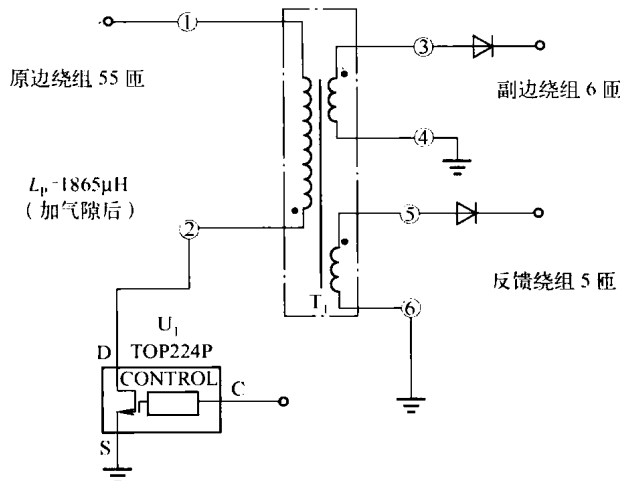 ①
③
原边绕组 55 匝
副边绕组 6 匝
④
Lp=1865μH
（加气隙后）
②
⑤
反馈绕组 5 匝
T1
⑥
U1
D
TOP224P
CONTROL
C
S